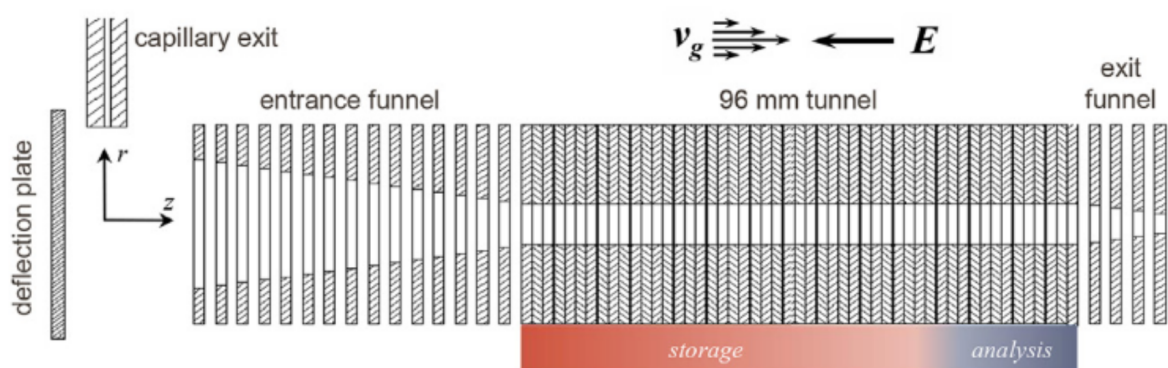 capillary exit
v_g
E
exit
funnel
entrance funnel
96 mm tunnel
deflection plate
r
z
storage
analysis